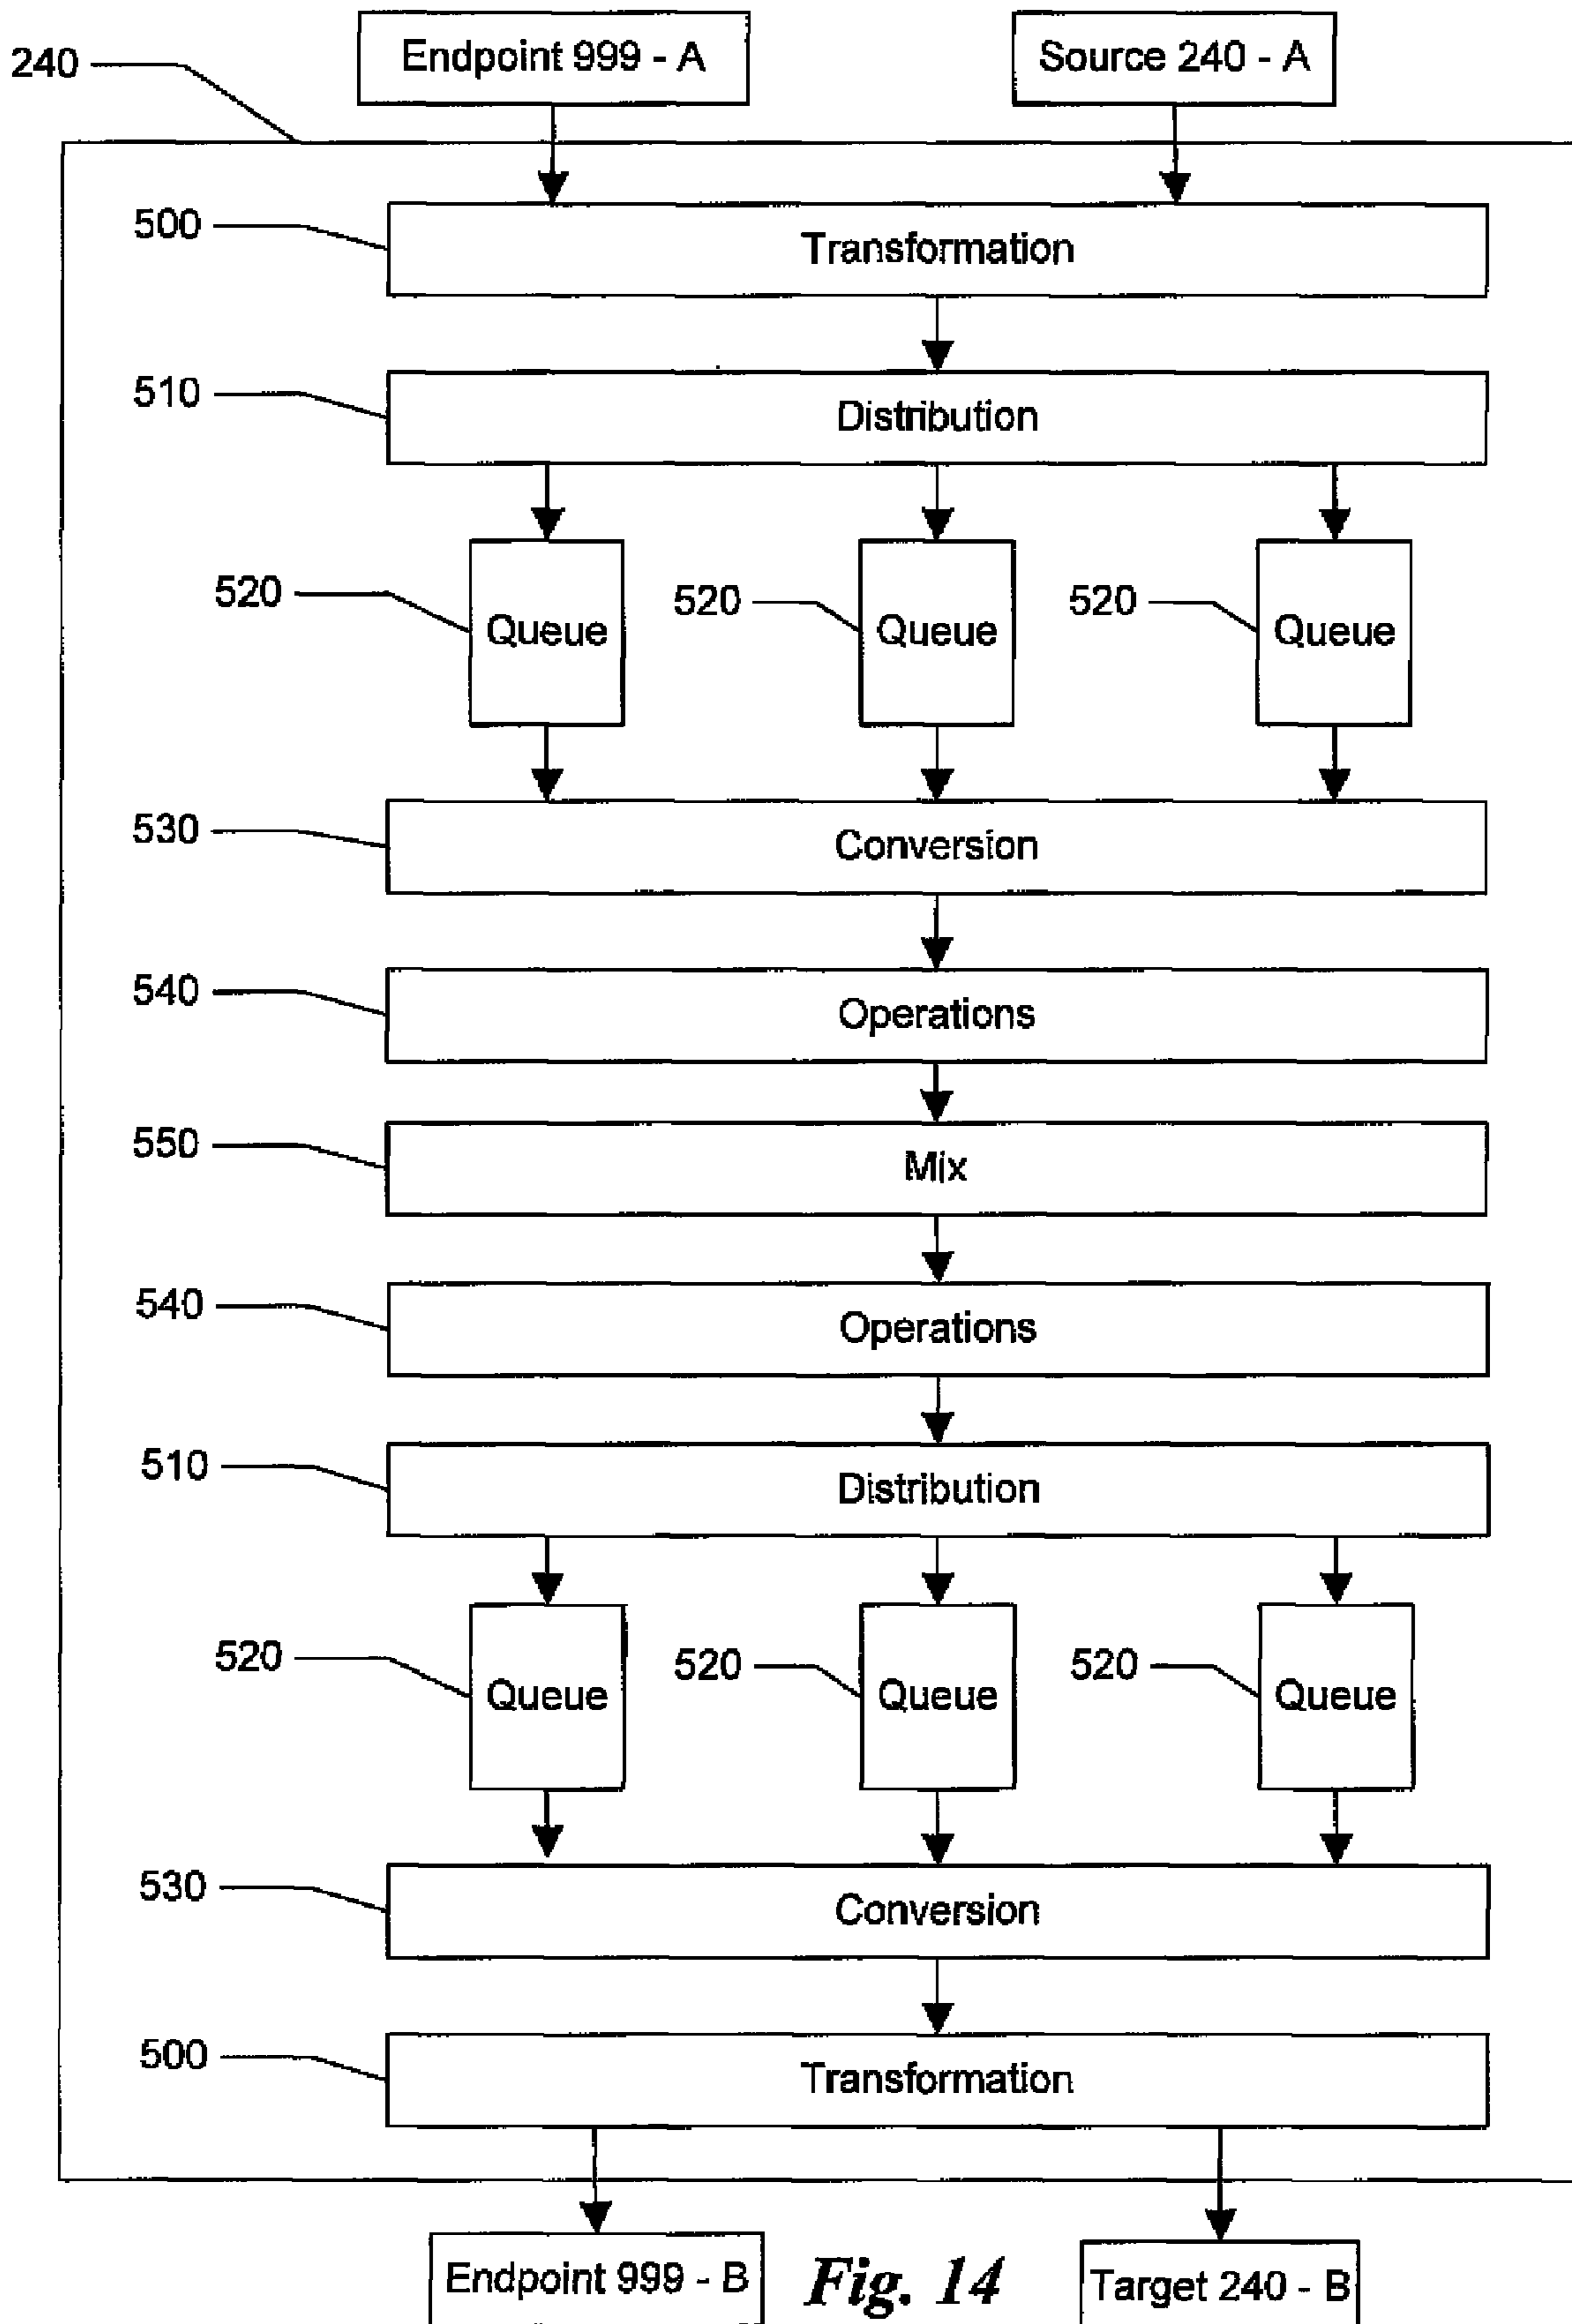 Endpoint 999 - A
Source 240 - A
240
500
Transformation
510
Distribution
520
Queue
520
Queue
520
Queue
530
Conversion
540
Operations
550
Mix
540
Operations
510
Distribution
520
Queue
520
Queue
520
Queue
530
Conversion
500
Transformation
Endpoint 999 - B
Fig. 14
Target 240 - B